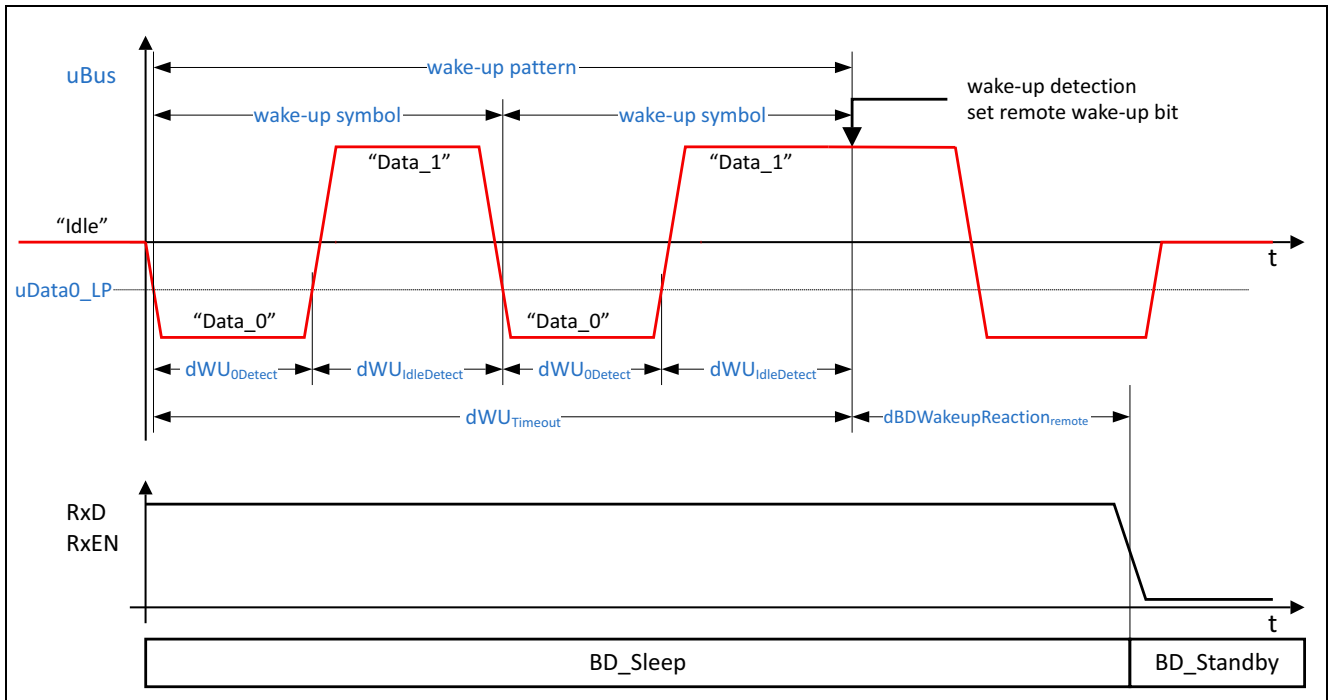 uBus
wake-up pattern
wake-up detection
set remote wake-up bit
wake-up symbol
wake-up symbol
“Data_1”
“Data_1”
“Idle”
t
uData0_LP
“Data_0”
“Data_0”
dWU0Detect
dWUIdleDetect
dWU0Detect
dWUIdleDetect
dWUTimeout
dBDWakeupReactionremote
RxD
RxEN
t
BD_Sleep
BD_Standby